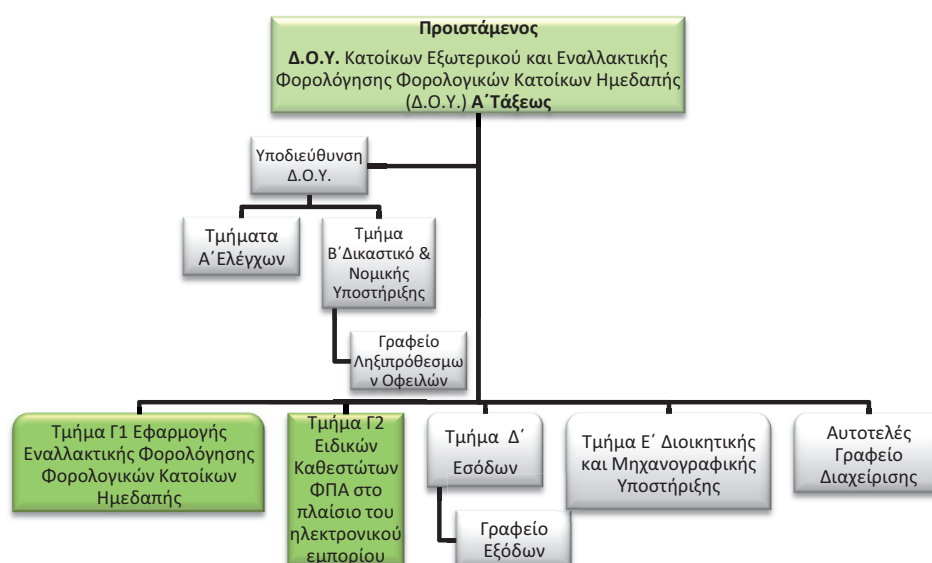 Προιστάμενος
Δ.Ο.Υ. Κατοίκων Εξωτερικού και Εναλλακτικής
Φορολόγησης Φορολογικών Κατοίκων Ημεδαπής
(Δ.Ο.Υ.) Α΄Τάξεως
Υποδιεύθυνση
Δ.Ο.Υ.
Τμήματα
Α΄Ελέγχων
Τμήμα
Β΄Δικαστικό &
Νομικής
Υποστήριξης
Γραφείο
Ληξιπρόθεσμω
ν Οφειλών
Τμήμα Γ1 Εφαρμογής
Εναλλακτικής Φορολόγησης
Φορολογικών Κατοίκων
Ημεδαπής
Τμήμα Γ2
Ειδικών
Καθεστώτων
ΦΠΑ στο
πλαίσιο του
ηλεκτρονικού
εμπορίου
Τμήμα Δ΄
Εσόδων
Γραφείο
Εξόδων
Τμήμα Ε΄ Διοικητικής
και Μηχανογραφικής
Υποστήριξης
Αυτοτελές
Γραφείο
Διαχείρισης